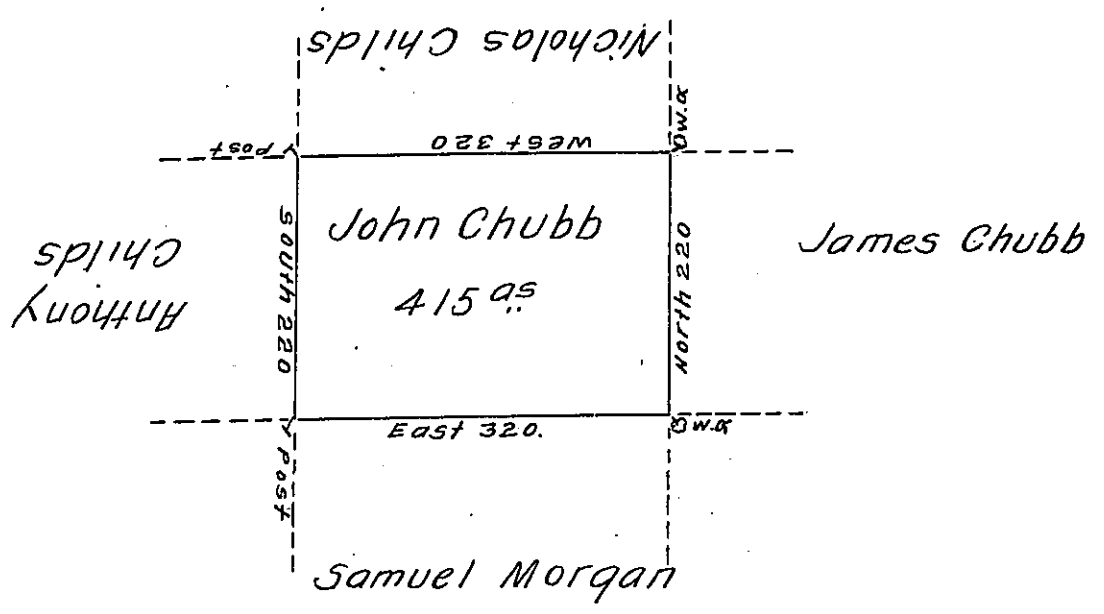 Nicholas Childs
West 320
Post
W.O.
John Chubb
415 as
South 220
North 220
James Chubb
Anthony
Childs
East 320.
W.O.
Post
Samuel Morgan